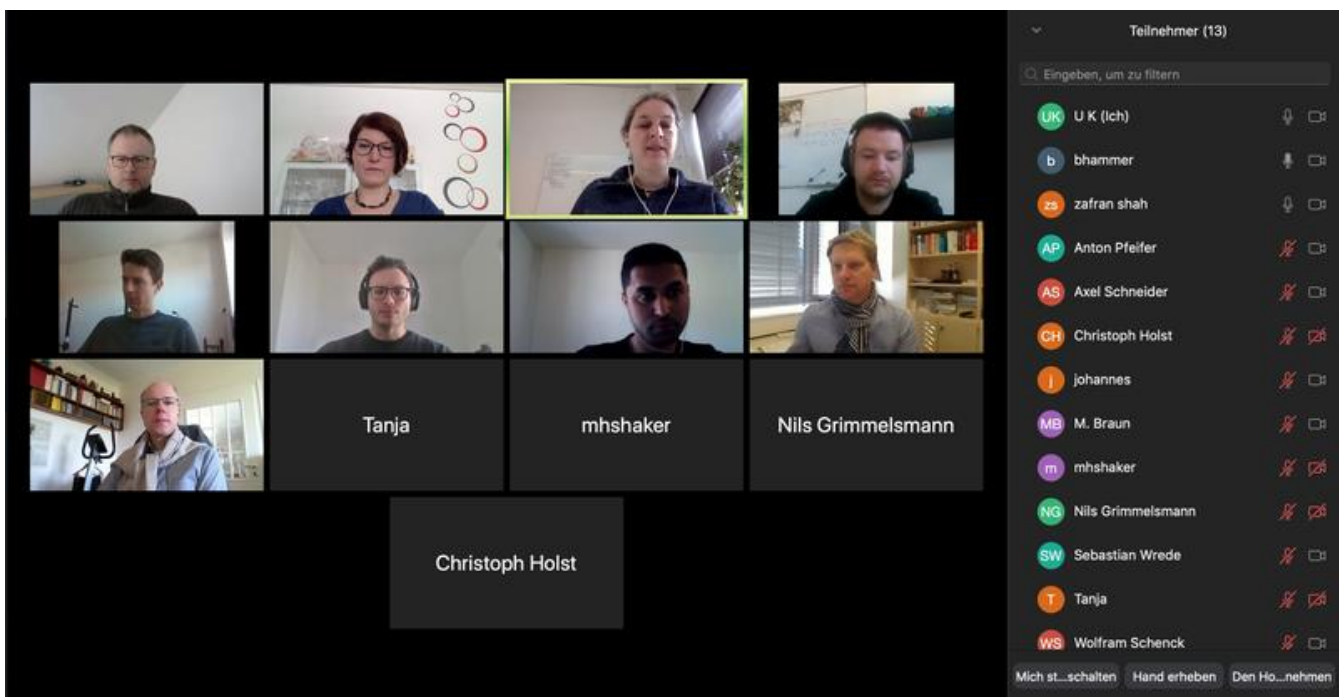 Tanja
mhshaker
Nils Grimmelsmann
Christoph Holst
Teilnehmer (13)
Eingeben, um zu filtern
UK U K (Ich)
b bhammer
zs zafran shah
AP Anton Pfeifer
AS Axel Schneider
CH Christoph Holst
j johannes
MB M. Braun
m mhshaker
NG Nils Grimmelsmann
SW Sebastian Wrede
T Tanja
WS Wolfram Schenck
Mich st...schalten Hand erheben Den Ho...nehmen